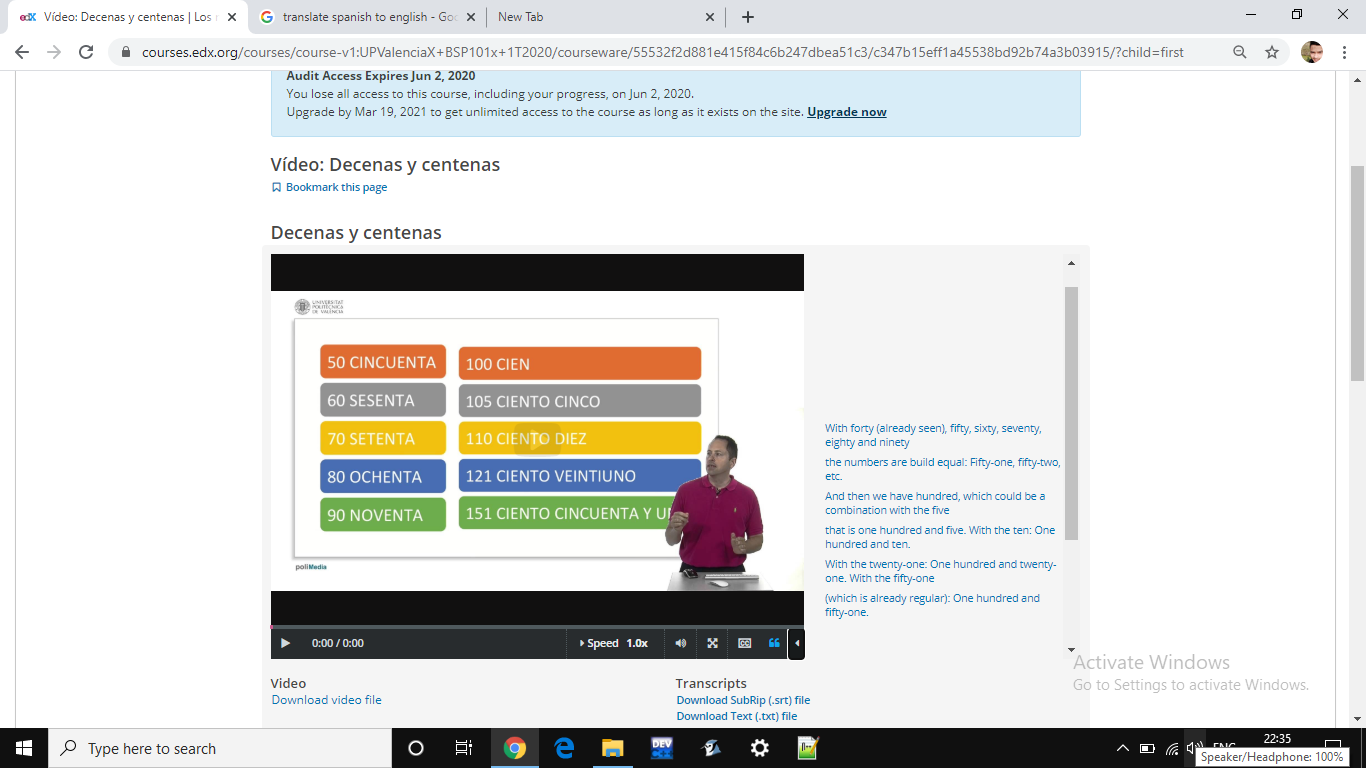 Vídeo: Decenas y centenas | Los r
translate spanish to english - Goo
New Tab
courses.edx.org/courses/course-v1:UPValenciaX+BSP101x+1T2020/courseware/55532f2d881e415f84c6b247dbea51c3/c347b15eff1a45538bd92b74a3b03915/?child=first
Audit Access Expires Jun 2, 2020
You lose all access to this course, including your progress, on Jun 2, 2020.
Upgrade by Mar 19, 2021 to get unlimited access to the course as long as it exists on the site. Upgrade now
Vídeo: Decenas y centenas
Bookmark this page
Decenas y centenas
UNIVERSITAT
POLITÈCNICA
DE VALÈNCIA
50 CINCUENTA
100 CIEN
60 SESENTA
105 CIENTO CINCO
70 SETENTA
110 CIENTO DIEZ
80 OCHENTA
121 CIENTO VEINTIUNO
90 NOVENTA
151 CIENTO CINCUENTA Y U
poliMedia
With forty (already seen), fifty, sixty, seventy,
eighty and ninety
the numbers are build equal: Fifty-one, fifty-two,
etc.
And then we have hundred, which could be a
combination with the five
that is one hundred and five. With the ten: One
hundred and ten.
With the twenty-one: One hundred and twenty-
one. With the fifty-one
(which is already regular): One hundred and
fifty-one.
0:00 / 0:00
Speed 1.0x
CC
Video
Download video file
Transcripts
Download SubRip (.srt) file
Download Text (.txt) file
Activate Windows
Go to Settings to activate Windows.
Type here to search
DEV
ENG
22:35
Speaker/Headphone: 100%